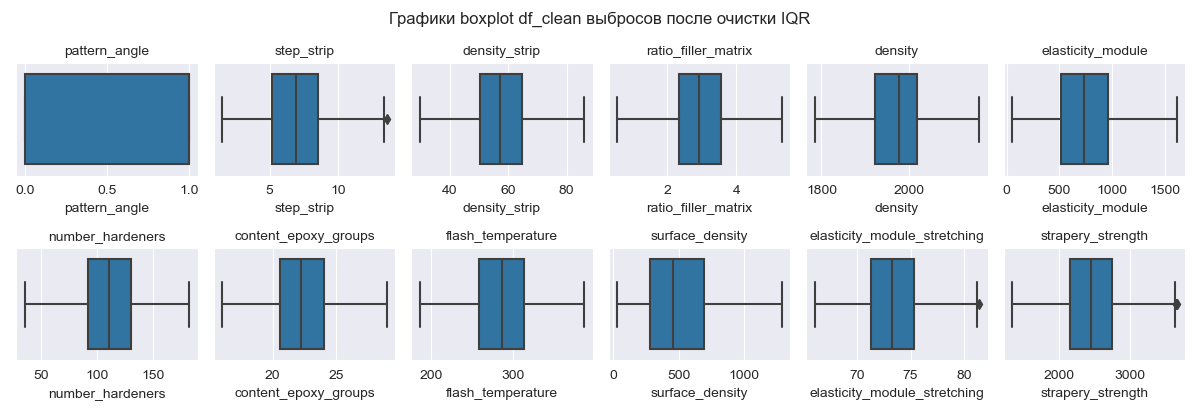 Графики boxplot df_clean выбросов после очистки IQR
pattern_angle step_strip density_strip ratio_filler_matrix density elasticity_module
0.0 0.5 1.0 5 10 40 60 80 2 4 1800 2000 0 500 1000 1500
pattern_angle step_strip density_strip ratio_filler_matrix density elasticity_module
number_hardeners content_epoxy_groups flash_temperature surface_density elasticity_module_stretching strapery_strength
50 100 150 20 25 200 300 0 500 1000 70 75 80 2000 3000
number_hardeners content_epoxy_groups flash_temperature surface_density elasticity_module_stretching strapery_strength